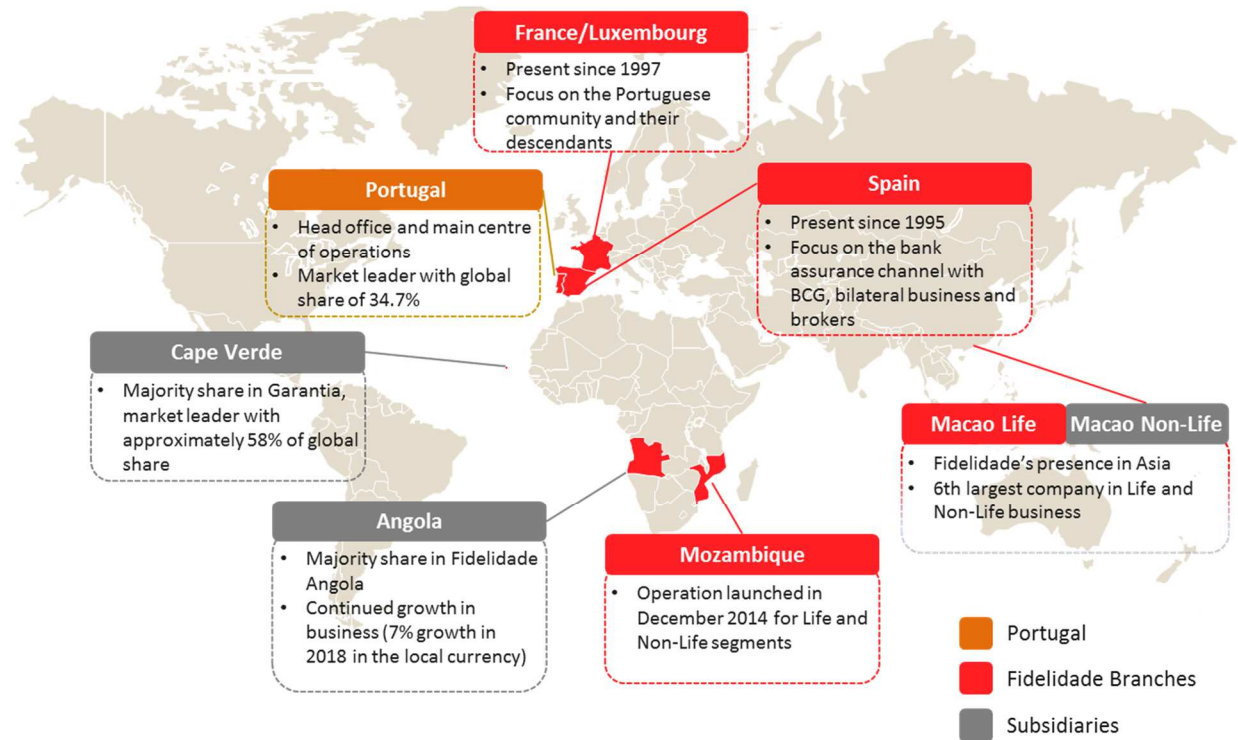 France/Luxembourg
• Present since 1997
• Focus on the Portuguese
community and their
descendants
Portugal
• Head office and main centre
of operations
• Market leader with global
share of 34.7%
Spain
• Present since 1995
• Focus on the bank
assurance channel with
BCG, bilateral business and
brokers
Cape Verde
• Majority share in Garantia,
market leader with
approximately 58% of global
share
Macao Life
Macao Non-Life
• Fidelidade’s presence in Asia
• 6th largest company in Life and
Non-Life business
Angola
• Majority share in Fidelidade
Angola
• Continued growth in
business (7% growth in
2018 in the local currency)
Mozambique
• Operation launched in
December 2014 for Life and
Non-Life segments
Portugal
Fidelidade Branches
Subsidiaries